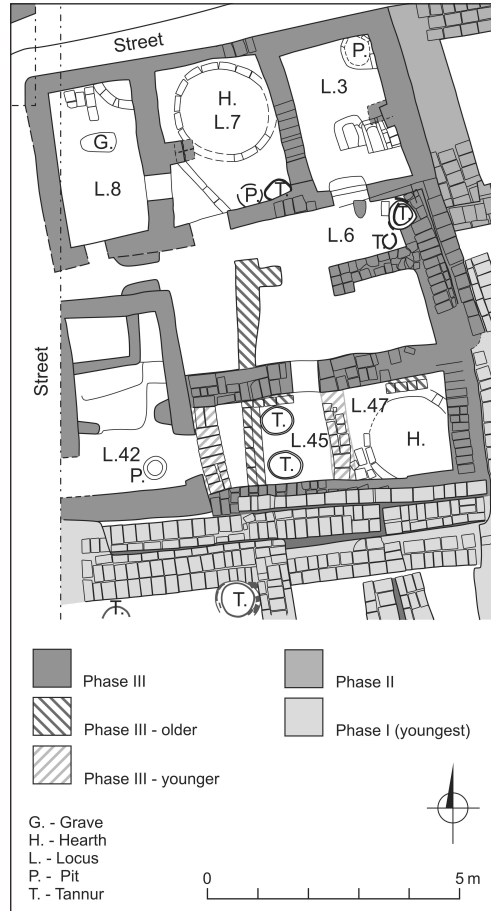 Street
P.
H.
L.3
L.7
G.
L.8
P. T.
T.
L.6
T.
Street
L.47
T.
L.45
H.
L.42
P.
T.
T.
T.
Phase III
Phase II
Phase III - older
Phase I (youngest)
Phase III - younger
G. - Grave
H. - Hearth
L. - Locus
P. - Pit
T. - Tannur
0
5 m